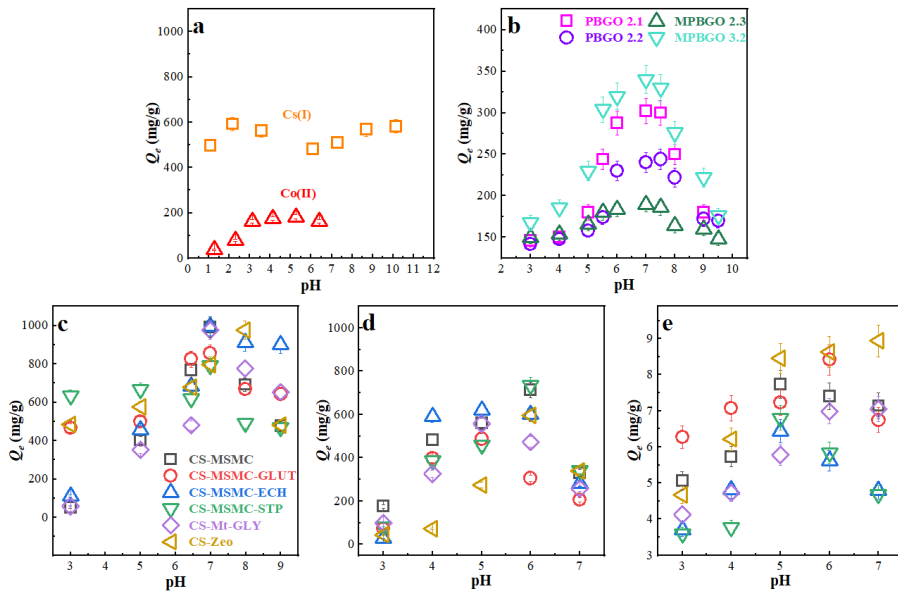 a
1000
800
600
400
200
0
Q_e (mg/g)
Cs(I)
Co(II)
0 1 2 3 4 5 6 7 8 9 10 11 12
pH
b
PBGO 2.1 MPBGO 2.3
PBGO 2.2 MPBGO 3.2
400
350
300
250
200
150
Q_e (mg/g)
2 3 4 5 6 7 8 9 10
pH
c
1000
800
600
400
200
0
Q_e (mg/g)
CS-MSMC
CS-MSMC-GLUT
CS-MSMC-ECH
CS-MSMC-STP
CS-Mt-GLY
CS-Zeo
3 4 5 6 7 8 9
pH
d
1000
800
600
400
200
0
Q_e (mg/g)
3 4 5 6 7
pH
e
9
8
7
6
5
4
3
Q_e (mg/g)
3 4 5 6 7
pH